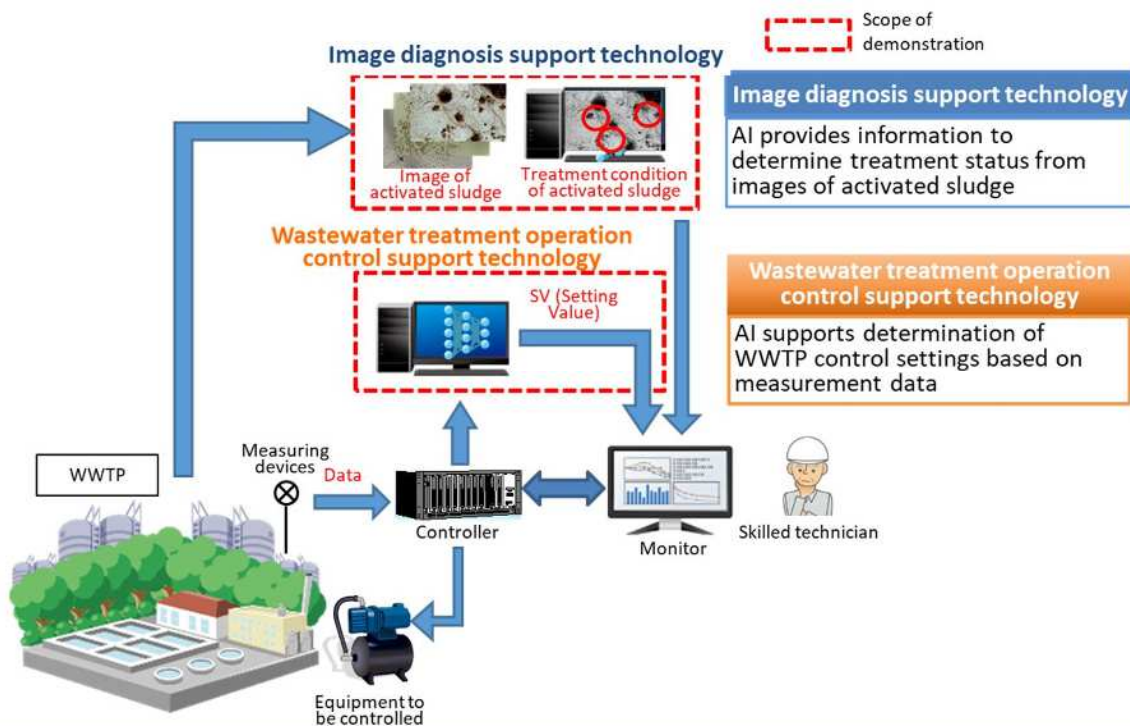 Scope of
demonstration
Image diagnosis support technology
Image of
activated sludge
Treatment condition
of activated sludge
Image diagnosis support technology
AI provides information to
determine treatment status from
images of activated sludge
Wastewater treatment operation
control support technology
SV (Setting
Value)
Wastewater treatment operation
control support technology
AI supports determination of
WWTP control settings based on
measurement data
WWTP
Measuring
devices
Data
Controller
Monitor
Skilled technician
Equipment to
be controlled